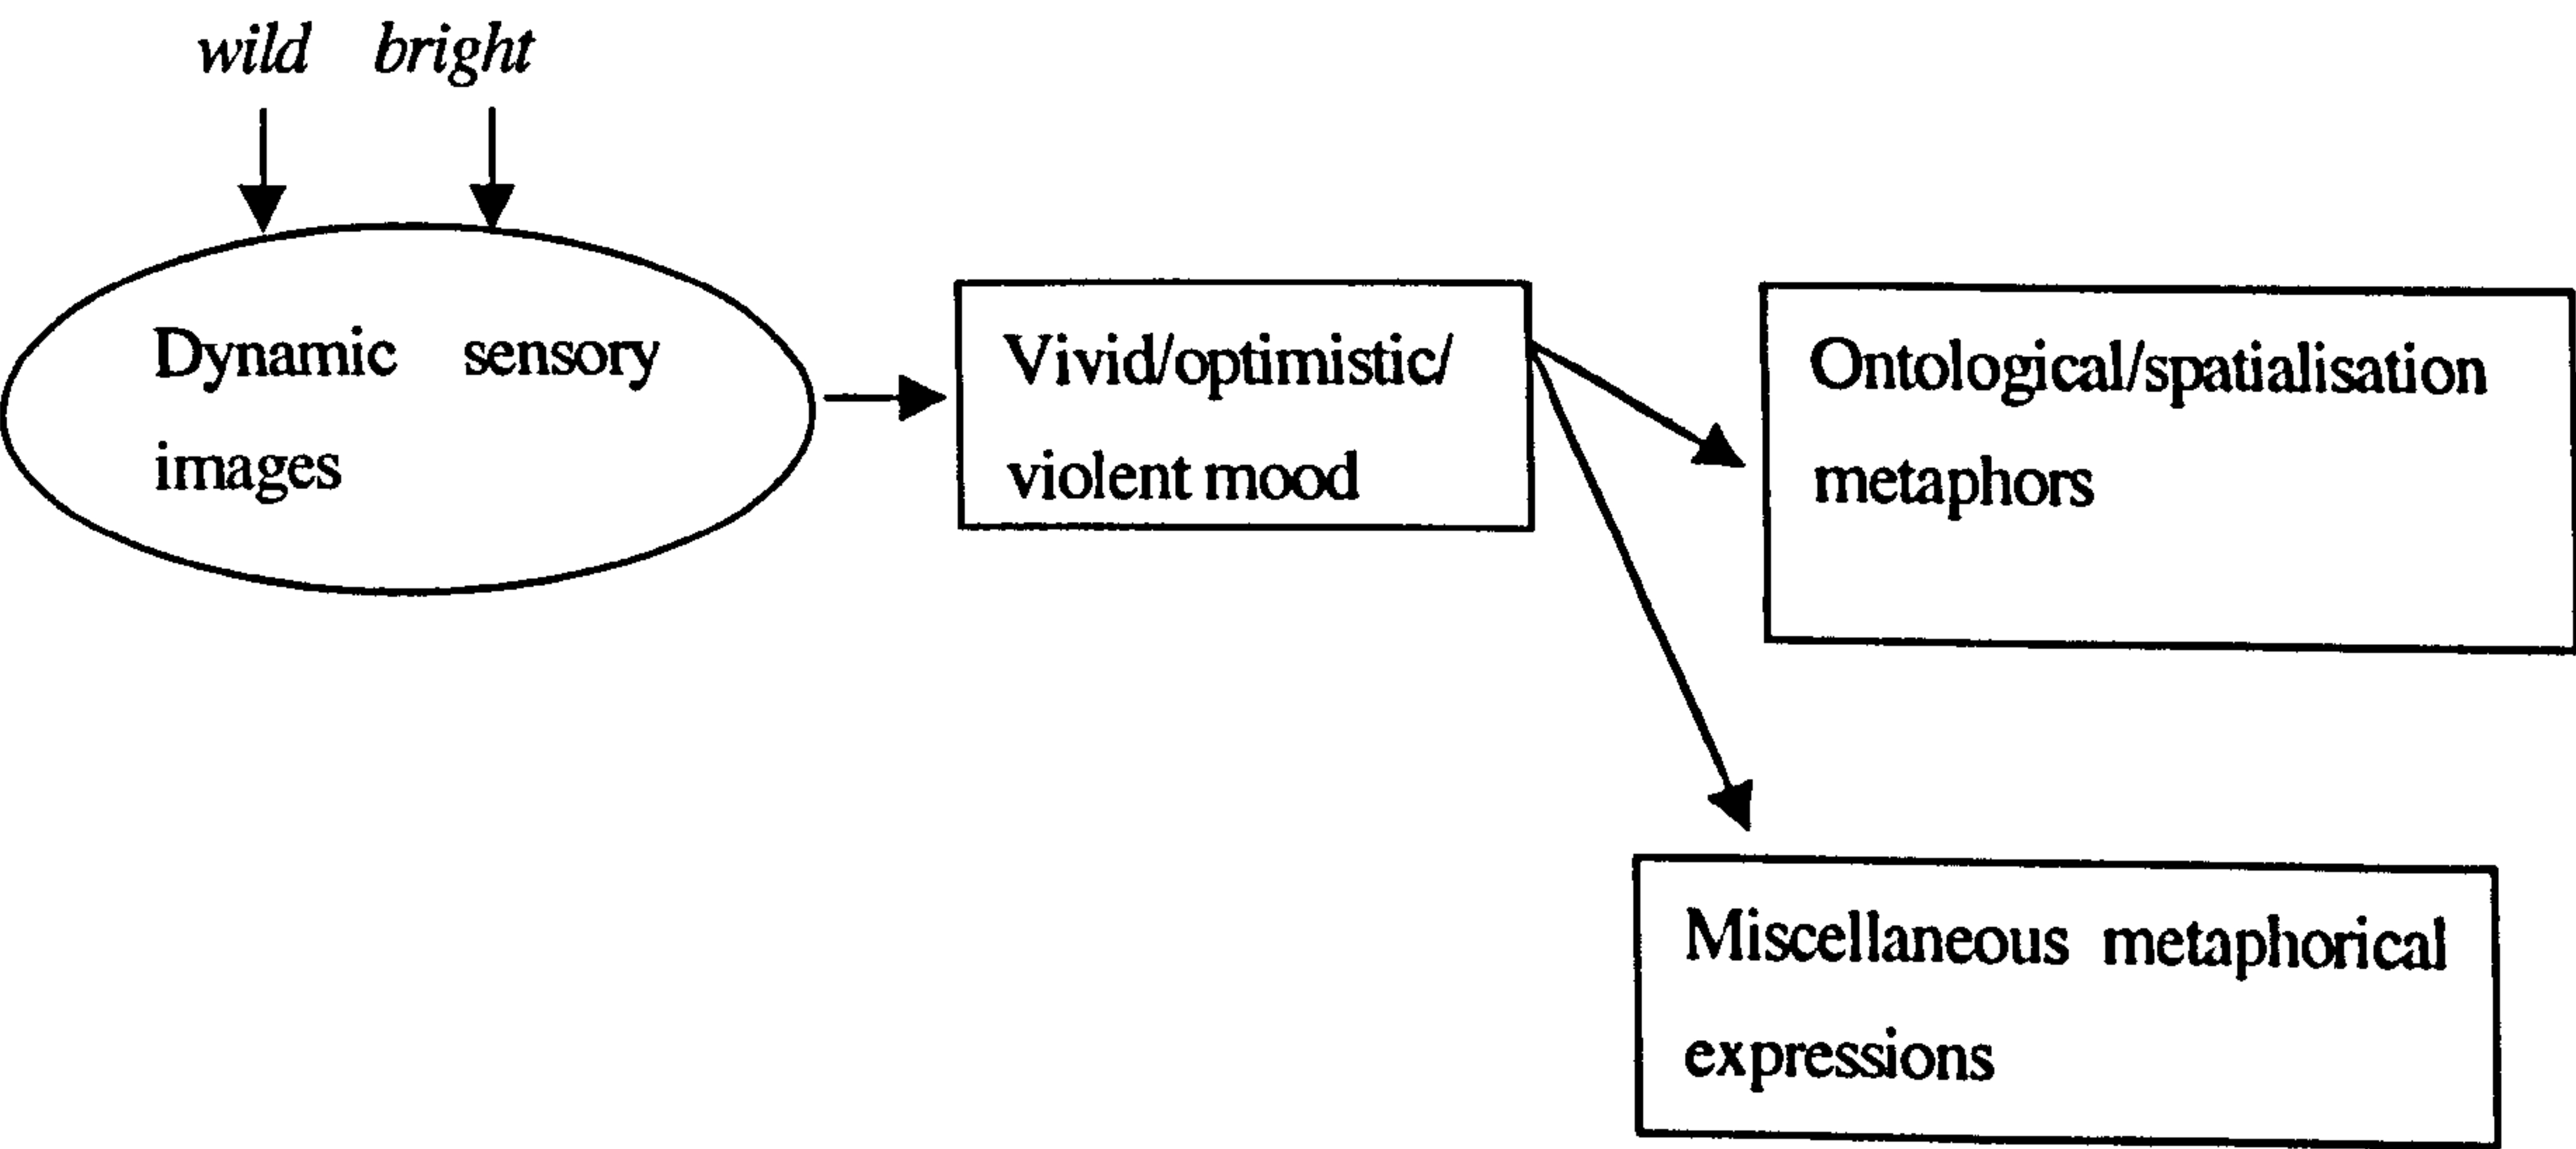 wild bright
Dynamic sensory
images
Vivid/optimistic/
violent mood
Ontological/spatialisation
metaphors
Miscellaneous metaphorical
expressions